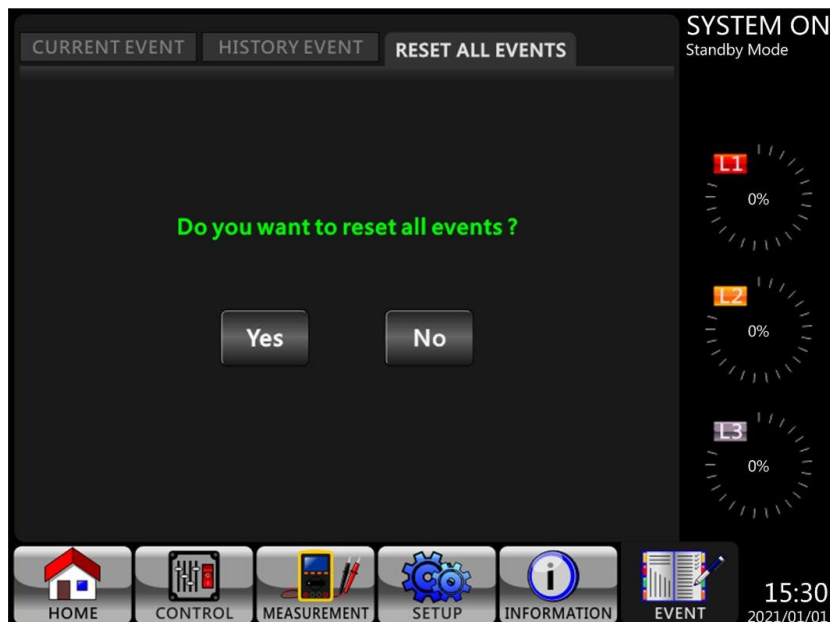 CURRENT EVENT HISTORY EVENT RESET ALL EVENTS
SYSTEM ON
Standby Mode
L1
0%
Do you want to reset all events ?
L2
0%
Yes No
L3
0%
HOME CONTROL MEASUREMENT SETUP INFORMATION EVENT
15:30
2021/01/01